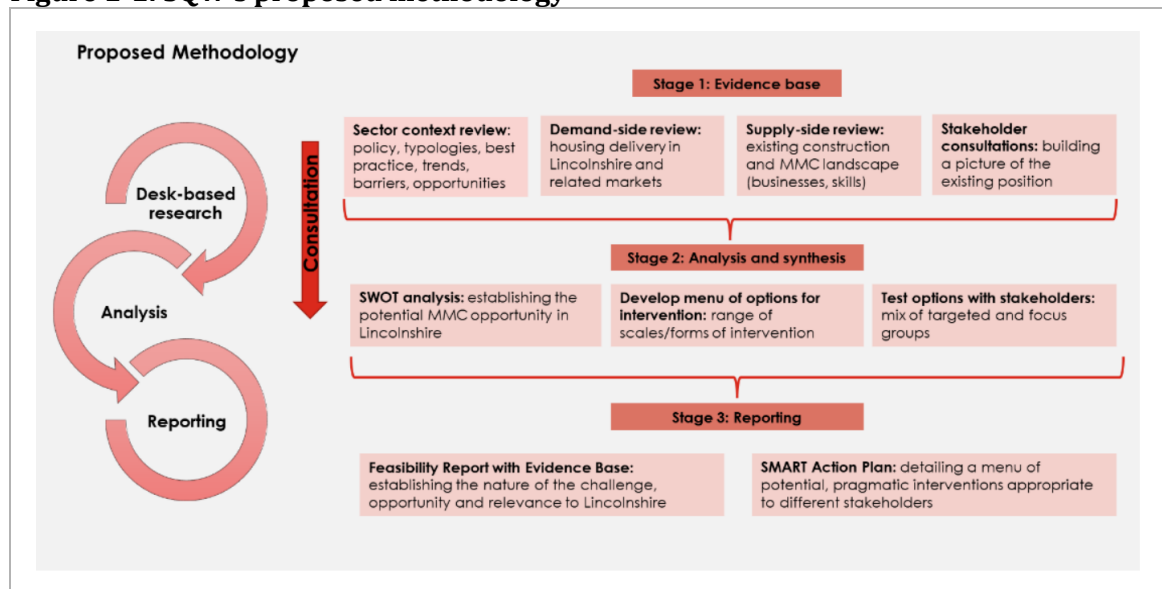 Figure SQW's proposed methodology
Proposed Methodology
Desk-based
research
Analysis
Reporting
Consultation
Stage 1: Evidence base
Sector context review:
policy, typologies, best
practice, trends,
barriers, opportunities
Demand-side review:
housing delivery in
Lincolnshire and
related markets
Supply-side review:
existing construction
and MMC landscape
(businesses, skills)
Stakeholder
consultations: building
a picture of the
existing position
Stage 2: Analysis and synthesis
SWOT analysis: establishing the
potential MMC opportunity in
Lincolnshire
Develop menu of options for
intervention: range of
scales/forms of intervention
Test options with stakeholders:
mix of targeted and focus
groups
Stage 3: Reporting
Feasibility Report with Evidence Base:
establishing the nature of the challenge,
opportunity and relevance to Lincolnshire
SMART Action Plan: detailing a menu of
potential, pragmatic interventions appropriate
to different stakeholders